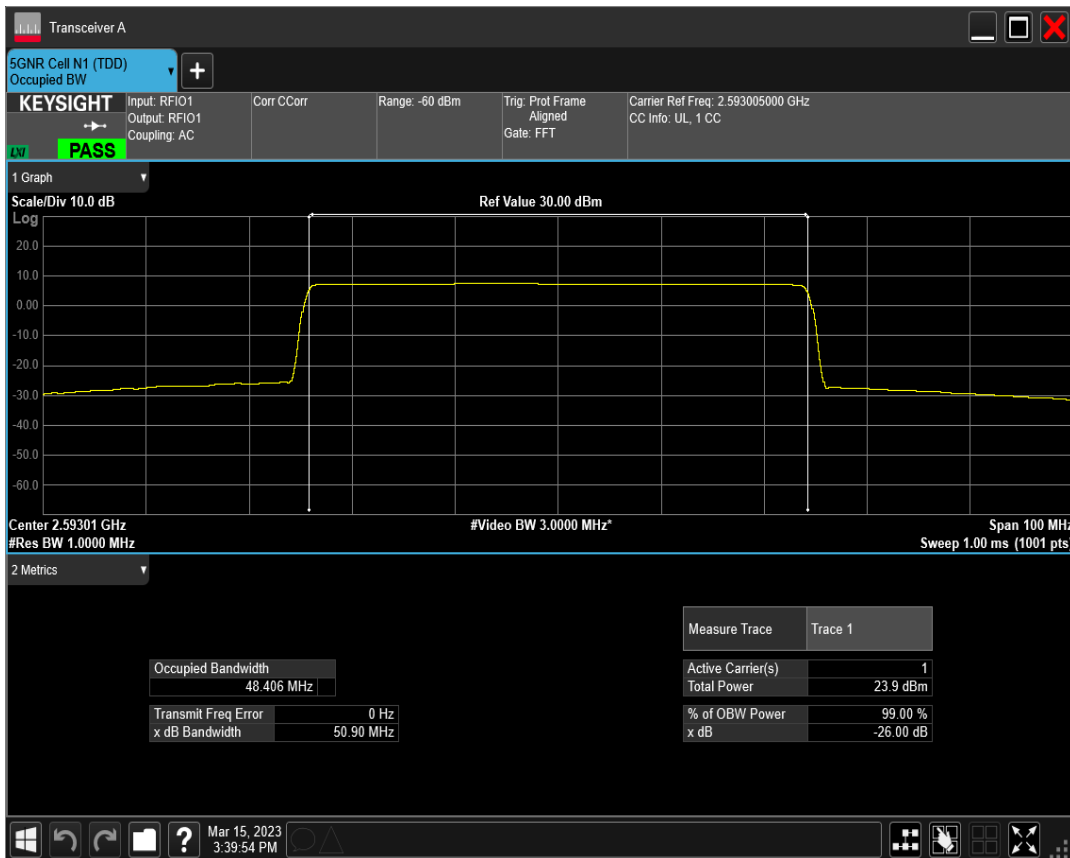 Transceiver A
5GNR Cell N1 (TDD)
Occupied BW
KEYSIGHT
LXI
PASS
Input: RFIO1
Output: RFIO1
Coupling: AC
Corr CCorr
Range: -60 dBm
Trig: Prot Frame
Aligned
Gate: FFT
Carrier Ref Freq: 2.593005000 GHz
CC Info: UL, 1 CC
1 Graph
Scale/Div 10.0 dB
Ref Value 30.00 dBm
Log
20.0
10.0
0.00
-10.0
-20.0
-30.0
-40.0
-50.0
-60.0
Center 2.59301 GHz
#Video BW 3.0000 MHz*
Span 100 MHz
#Res BW 1.0000 MHz
Sweep 1.00 ms (1001 pts)
2 Metrics
Measure Trace Trace 1
Occupied Bandwidth
48.406 MHz
Active Carrier(s) 1
Total Power 23.9 dBm
Transmit Freq Error 0 Hz
x dB Bandwidth 50.90 MHz
% of OBW Power 99.00 %
x dB -26.00 dB
?
Mar 15, 2023
3:39:54 PM